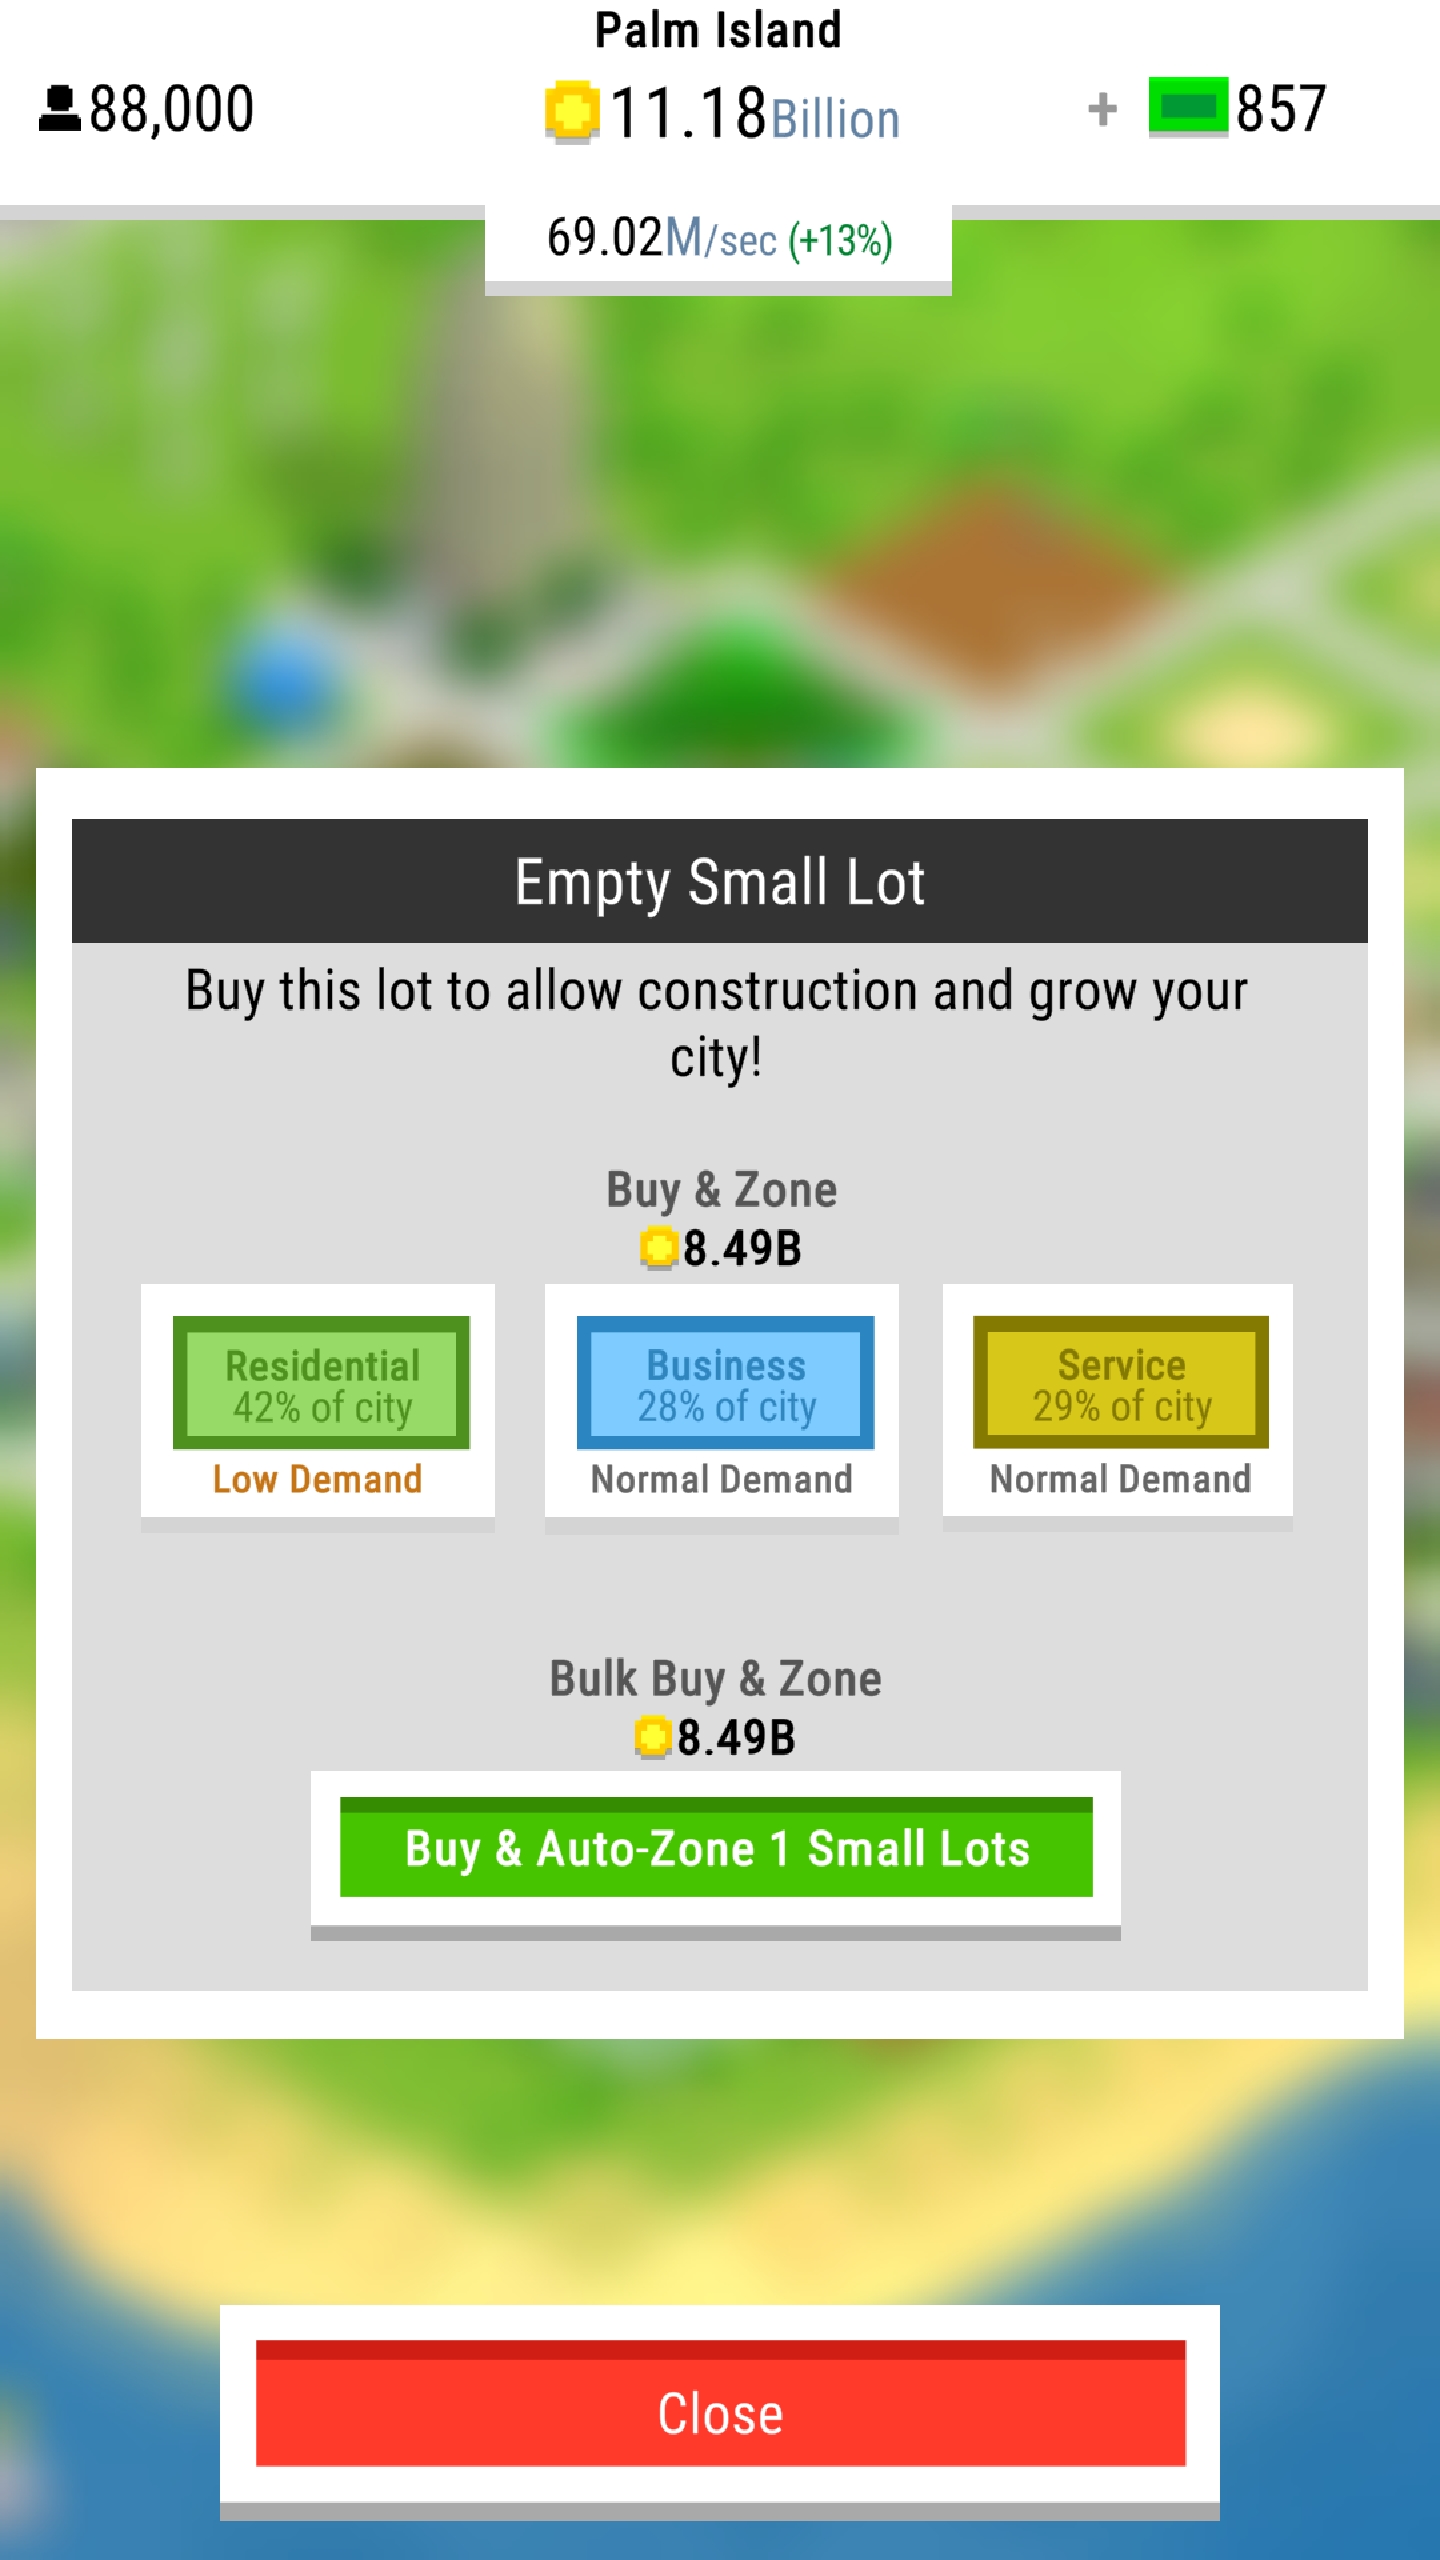 Palm Island
88,000
11.18Billion
+ 857
69.02M/sec (+13%)
Empty Small Lot
Buy this lot to allow construction and grow your
city!
Buy & Zone
8.49B
Residential
42% of city
Low Demand
Business
28% of city
Normal Demand
Service
29% of city
Normal Demand
Bulk Buy & Zone
8.49B
Buy & Auto-Zone 1 Small Lots
Close